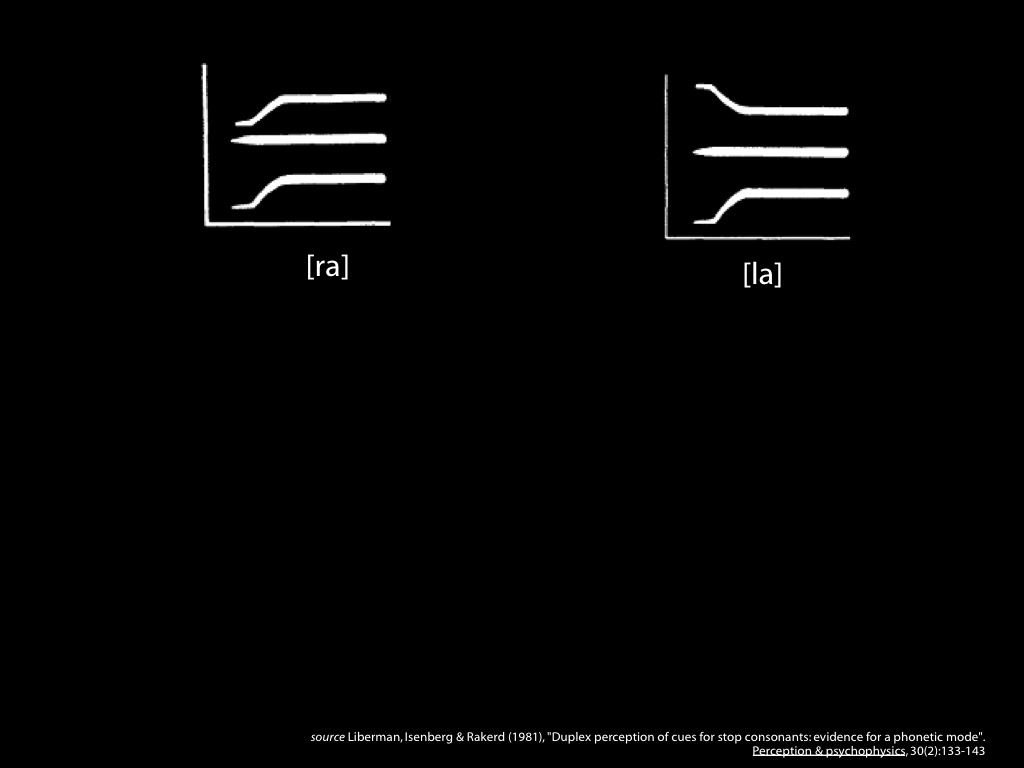 [ra]
[la]
source Liberman, Isenberg & Rakerd (1981), "Duplex perception of cues for stop consonants: evidence for a phonetic mode".
Perception & psychophysics, 30(2):133-143